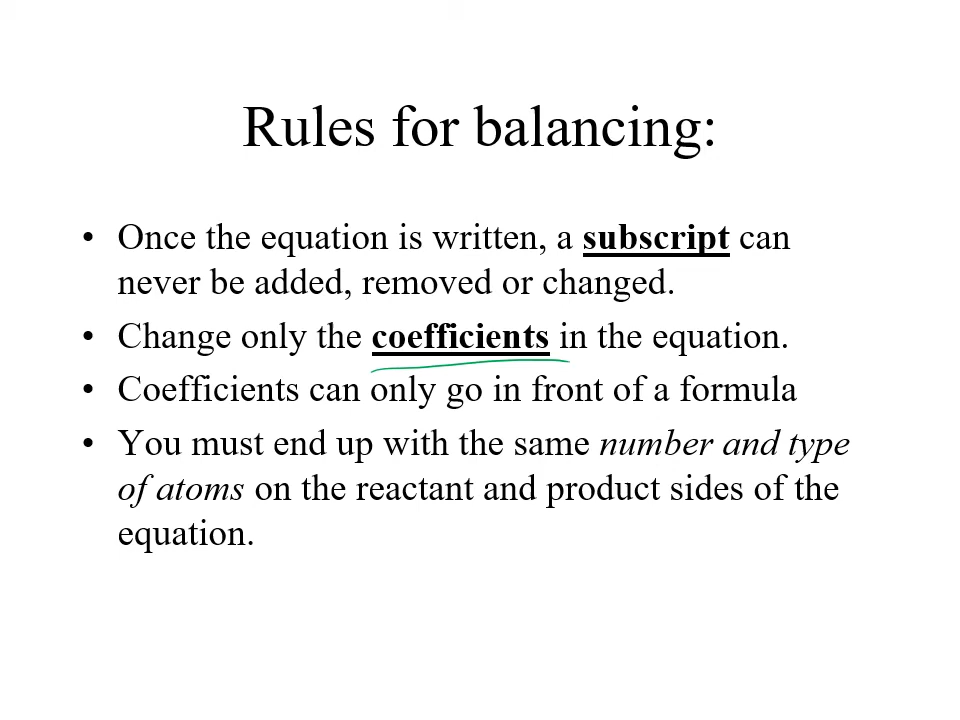 Rules for balancing:
• Once the equation is written, a subscript can
never be added, removed or changed.
• Change only the coefficients in the equation.
• Coefficients can only go in front of a formula
• You must end up with the same number and type
of atoms on the reactant and product sides of the
equation.